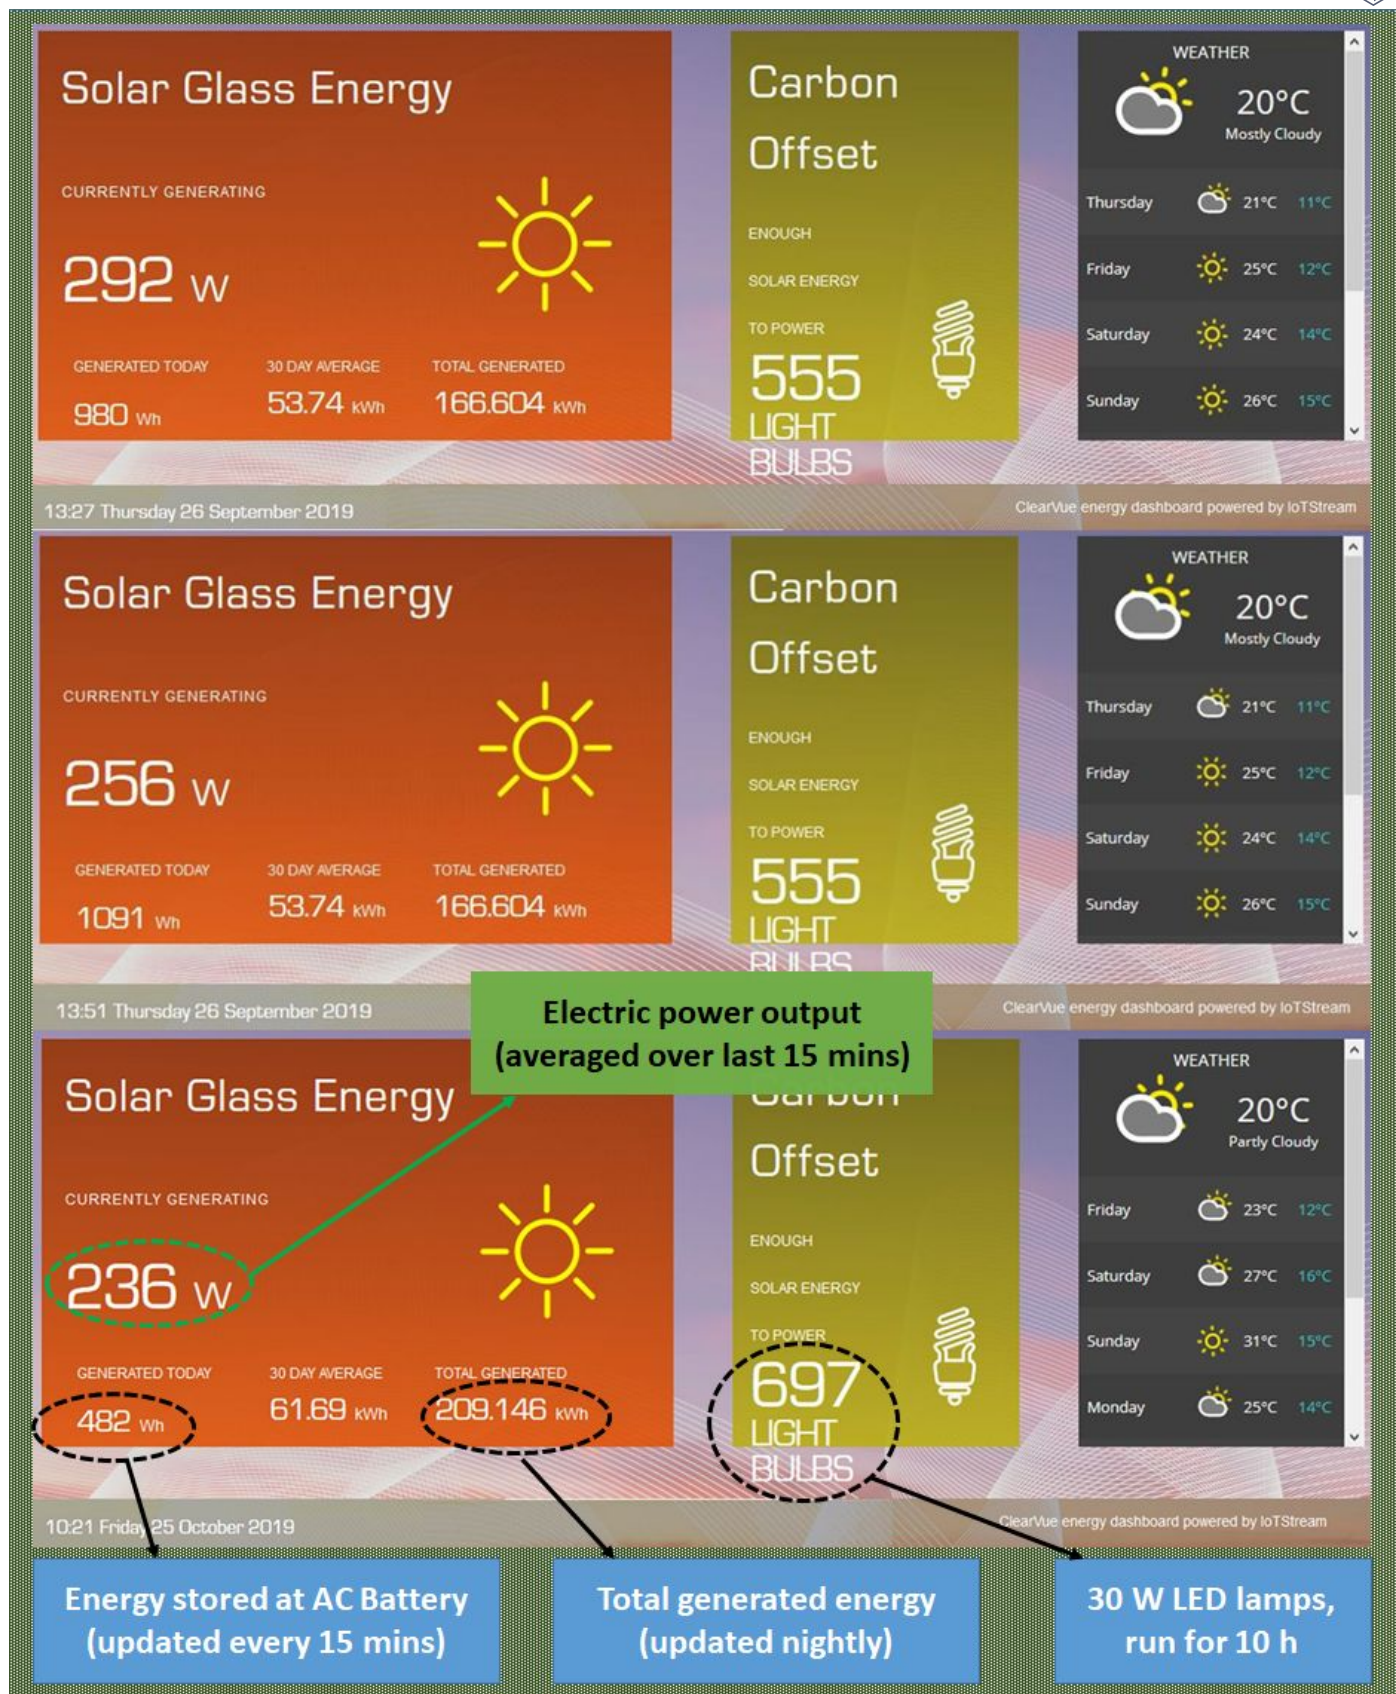 Solar Glass Energy
CURRENTLY GENERATING
292 W
GENERATED TODAY
980 Wh
30 DAY AVERAGE
53.74 kWh
TOTAL GENERATED
166.604 kWh
Carbon
Offset
ENOUGH
SOLAR ENERGY
TO POWER
555
LIGHT
BULBS
WEATHER
20°C
Mostly Cloudy
Thursday 21°C 11°C
Friday 25°C 12°C
Saturday 24°C 14°C
Sunday 26°C 15°C
13:27 Thursday 26 September 2019
ClearVue energy dashboard powered by IoTStream
Solar Glass Energy
CURRENTLY GENERATING
256 W
GENERATED TODAY
1091 Wh
30 DAY AVERAGE
53.74 kWh
TOTAL GENERATED
166.604 kWh
Carbon
Offset
ENOUGH
SOLAR ENERGY
TO POWER
555
LIGHT
BULBS
WEATHER
20°C
Mostly Cloudy
Thursday 21°C 11°C
Friday 25°C 12°C
Saturday 24°C 14°C
Sunday 26°C 15°C
13:51 Thursday 26 September 2019
ClearVue energy dashboard powered by IoTStream
Electric power output
(averaged over last 15 mins)
Solar Glass Energy
CURRENTLY GENERATING
236 W
GENERATED TODAY
482 Wh
30 DAY AVERAGE
61.69 kWh
TOTAL GENERATED
209.146 kWh
Carbon
Offset
ENOUGH
SOLAR ENERGY
TO POWER
697
LIGHT
BULBS
WEATHER
20°C
Partly Cloudy
Friday 23°C 12°C
Saturday 27°C 16°C
Sunday 31°C 15°C
Monday 25°C 14°C
10:21 Friday 25 October 2019
ClearVue energy dashboard powered by IoTStream
Energy stored at AC Battery
(updated every 15 mins)
Total generated energy
(updated nightly)
30 W LED lamps,
run for 10 h